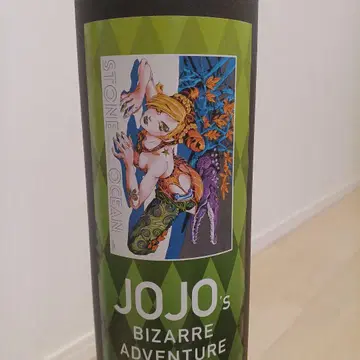 STONE OCEAN
JOJO's
BIZARRE
ADVENTURE